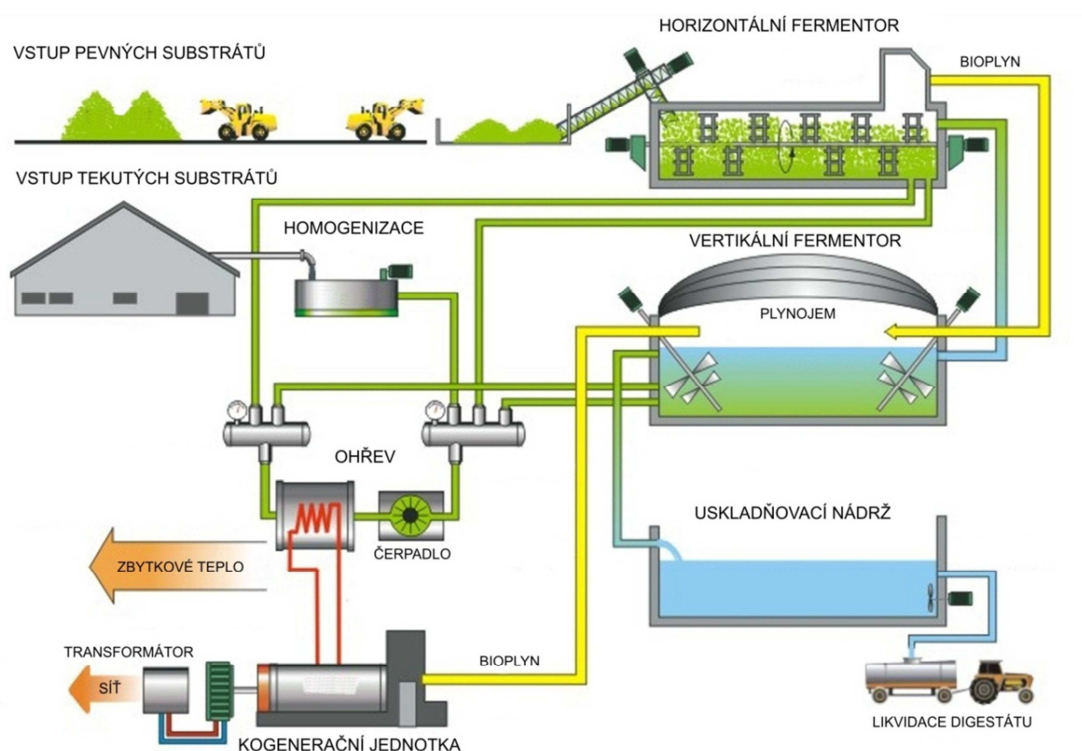 HORIZONTÁLNÍ FERMENTOR
VSTUP PEVNÝCH SUBSTRÁTŮ
BIOPLYN
VSTUP TEKUTÝCH SUBSTRÁTŮ
HOMOGENIZACE
VERTIKÁLNÍ FERMENTOR
PLYNOJEM
OHŘEV
USKLADŇOVACÍ NÁDRŽ
ČERPADLO
ZBYTKOVÉ TEPLO
TRANSFORMÁTOR
BIOPLYN
SÍŤ
LIKVIDACE DIGESTÁTU
KOGENERAČNÍ JEDNOTKA